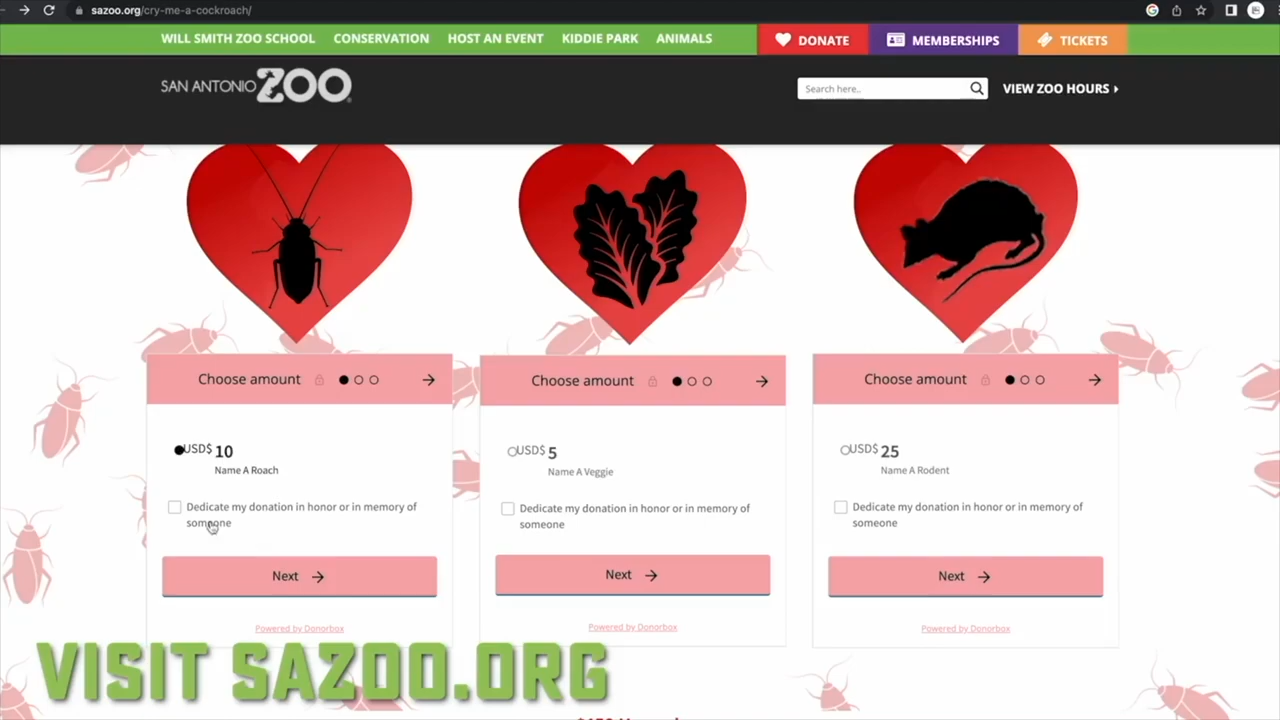 sazoo.org/cry-me-a-cockroach/
WILL SMITH ZOO SCHOOL CONSERVATION HOST AN EVENT KIDDIE PARK ANIMALS DONATE MEMBERSHIPS TICKETS
SAN ANTONIO ZOO
Search here.. VIEW ZOO HOURS
Choose amount
USD$ 10
Name A Roach
Dedicate my donation in honor or in memory of
someone
Next
Powered by Donorbox
Choose amount
USD$ 5
Name A Veggie
Dedicate my donation in honor or in memory of
someone
Next
Powered by Donorbox
Choose amount
USD$ 25
Name A Rodent
Dedicate my donation in honor or in memory of
someone
Next
Powered by Donorbox
VISIT SAZOO.ORG